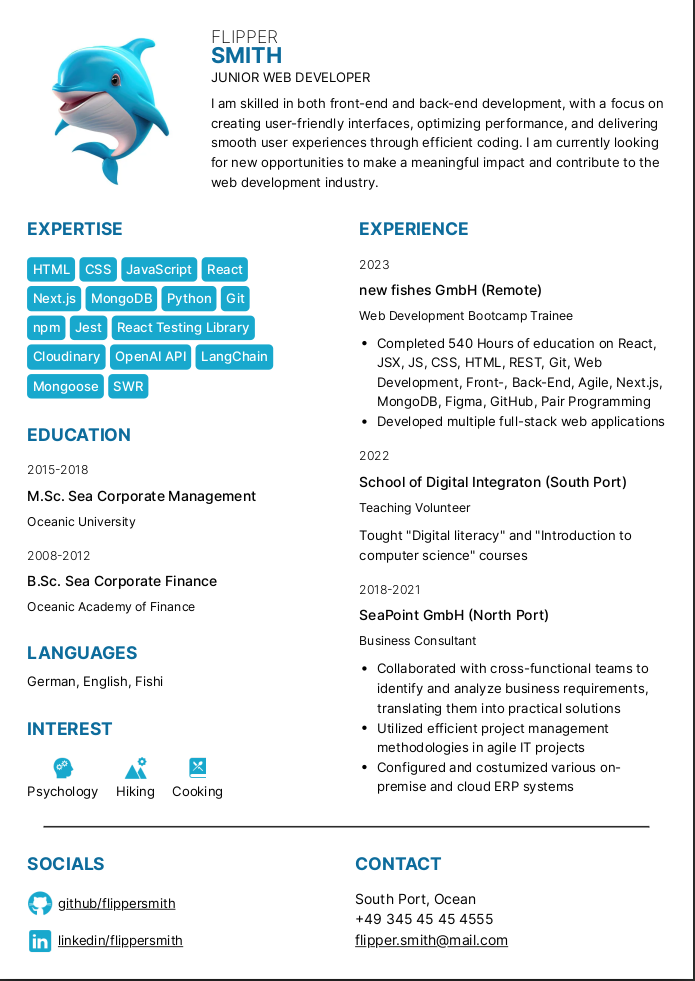 FLIPPER
SMITH
JUNIOR WEB DEVELOPER
I am skilled in both front-end and back-end development, with a focus on
creating user-friendly interfaces, optimizing performance, and delivering
smooth user experiences through efficient coding. I am currently looking
for new opportunities to make a meaningful impact and contribute to the
web development industry.
EXPERTISE
HTML CSS JavaScript React
Next.js MongoDB Python Git
npm Jest React Testing Library
Cloudinary OpenAI API LangChain
Mongoose SWR
EDUCATION
2015-2018
M.Sc. Sea Corporate Management
Oceanic University
2008-2012
B.Sc. Sea Corporate Finance
Oceanic Academy of Finance
LANGUAGES
German, English, Fishi
INTEREST
Psychology Hiking Cooking
EXPERIENCE
2023
new fishes GmbH (Remote)
Web Development Bootcamp Trainee
• Completed 540 Hours of education on React,
JSX, JS, CSS, HTML, REST, Git, Web
Development, Front-, Back-End, Agile, Next.js,
MongoDB, Figma, GitHub, Pair Programming
• Developed multiple full-stack web applications
2022
School of Digital Integraton (South Port)
Teaching Volunteer
Tought "Digital literacy" and "Introduction to
computer science" courses
2018-2021
SeaPoint GmbH (North Port)
Business Consultant
• Collaborated with cross-functional teams to
identify and analyze business requirements,
translating them into practical solutions
• Utilized efficient project management
methodologies in agile IT projects
• Configured and costumized various on-
premise and cloud ERP systems
SOCIALS
github/flippersmith
in linkedin/flippersmith
CONTACT
South Port, Ocean
+49 345 45 45 4555
flipper.smith@mail.com